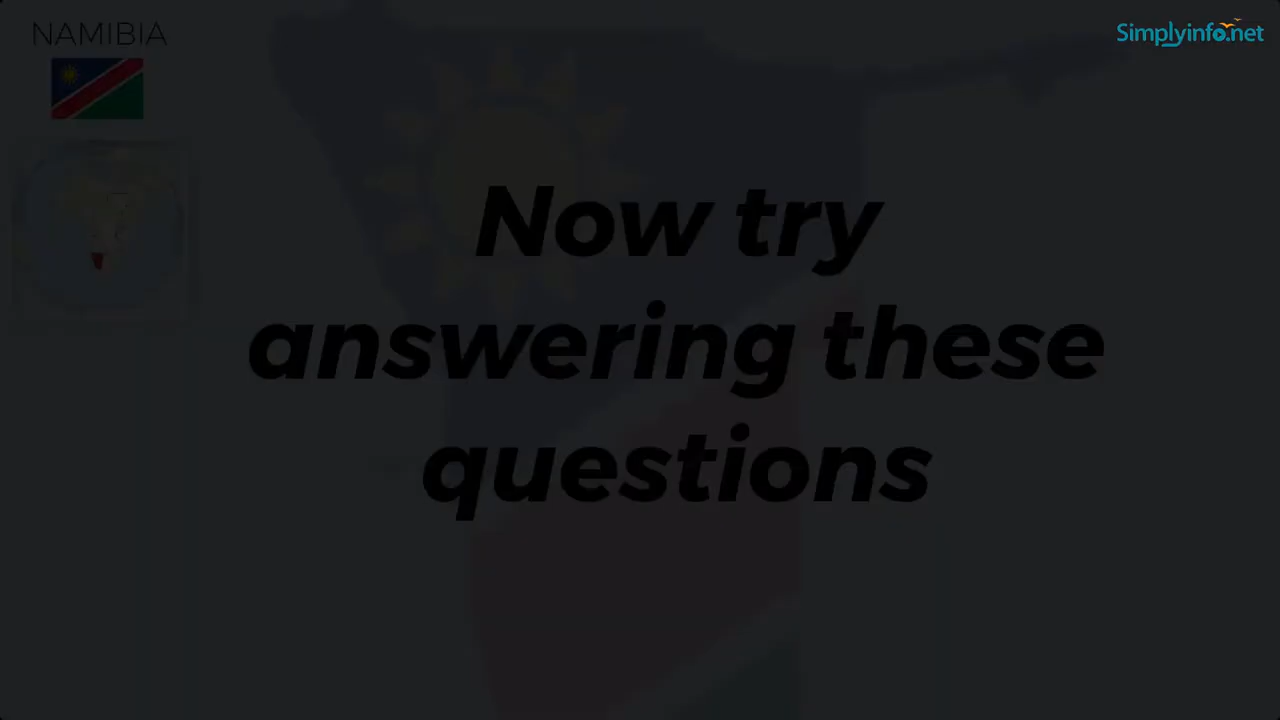 NAMIBIA
Simplyinfo.net
Now try
answering these
questions